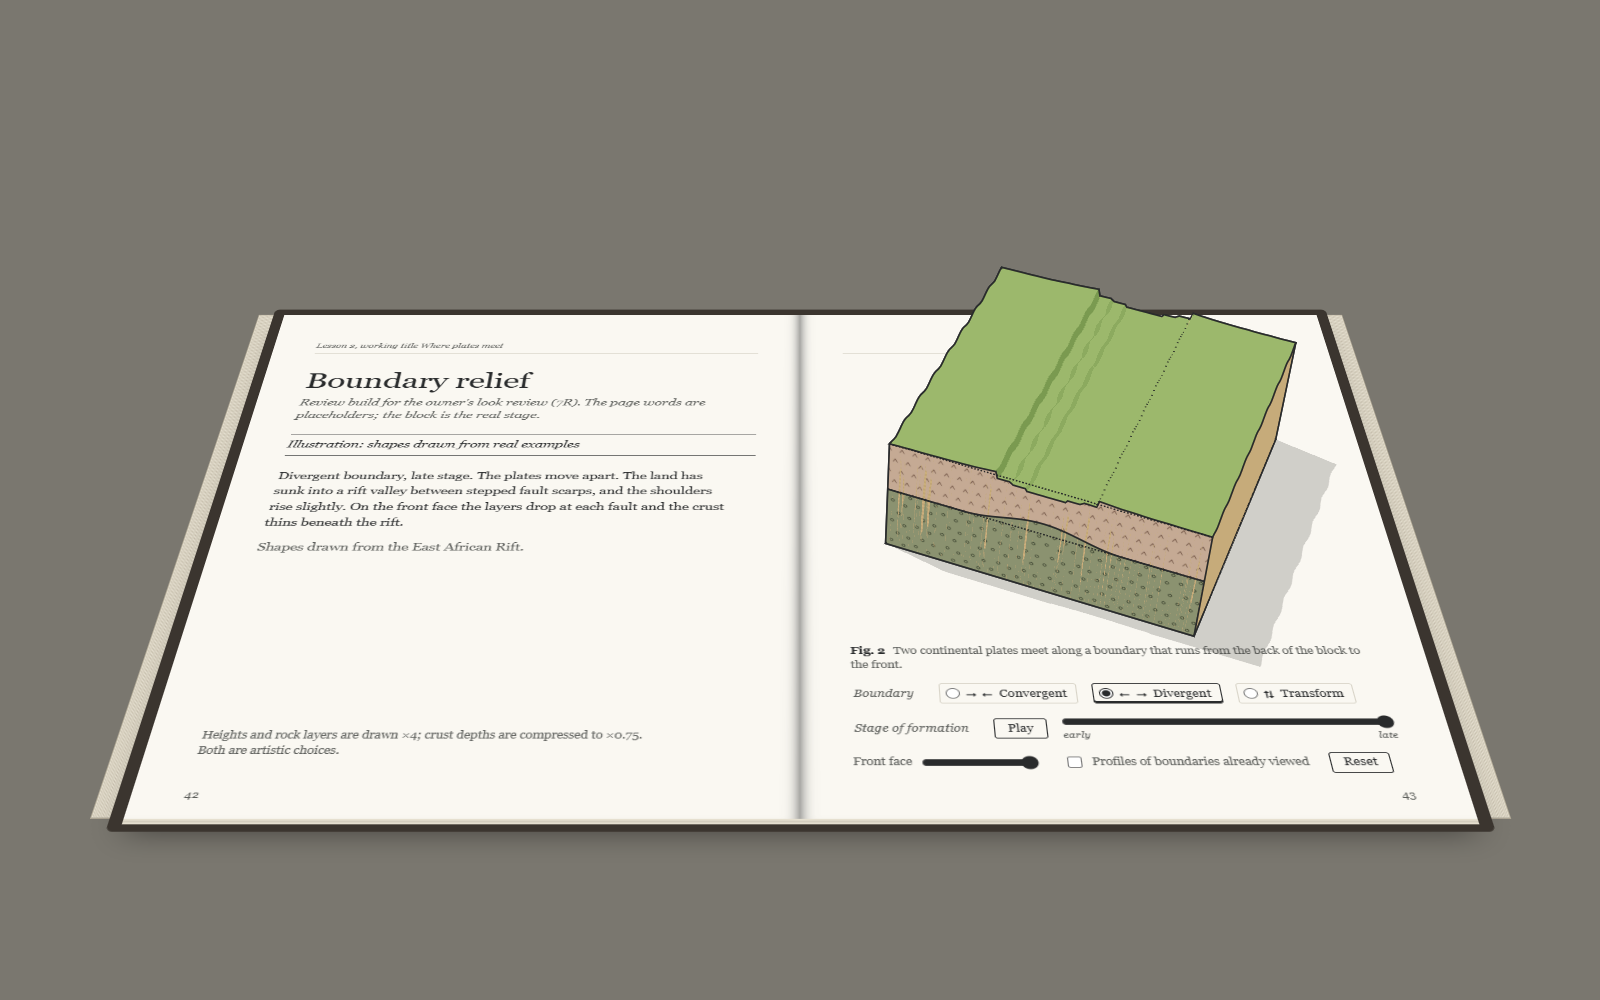 Lesson 2, working title Where plates meet
Boundary relief
Review build for the owner's look review (7R). The page words are
placeholders; the block is the real stage.
Illustration: shapes drawn from real examples
Divergent boundary, late stage. The plates move apart. The land has
sunk into a rift valley between stepped fault scarps, and the shoulders
rise slightly. On the front face the layers drop at each fault and the crust
thins beneath the rift.
Shapes drawn from the East African Rift.
Heights and rock layers are drawn ×4; crust depths are compressed to ×0.75.
Both are artistic choices.
42
Fig. 2 Two continental plates meet along a boundary that runs from the back of the block to
the front.
Boundary → ← Convergent ← → Divergent ⇅ Transform
Stage of formation Play early late
Front face Profiles of boundaries already viewed Reset
43